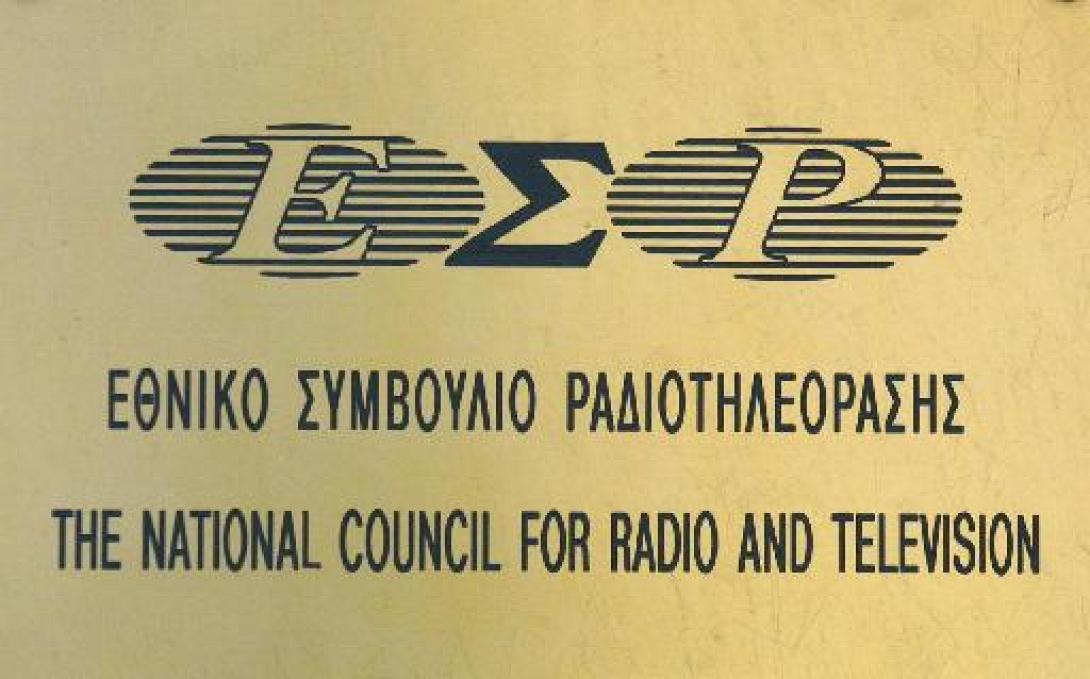 ΕΣΡ
ΕΘΝΙΚΟ ΣΥΜΒΟΥΛΙΟ ΡΑΔΙΟΤΗΛΕΟΡΑΣΗΣ
THE NATIONAL COUNCIL FOR RADIO AND TELEVISION